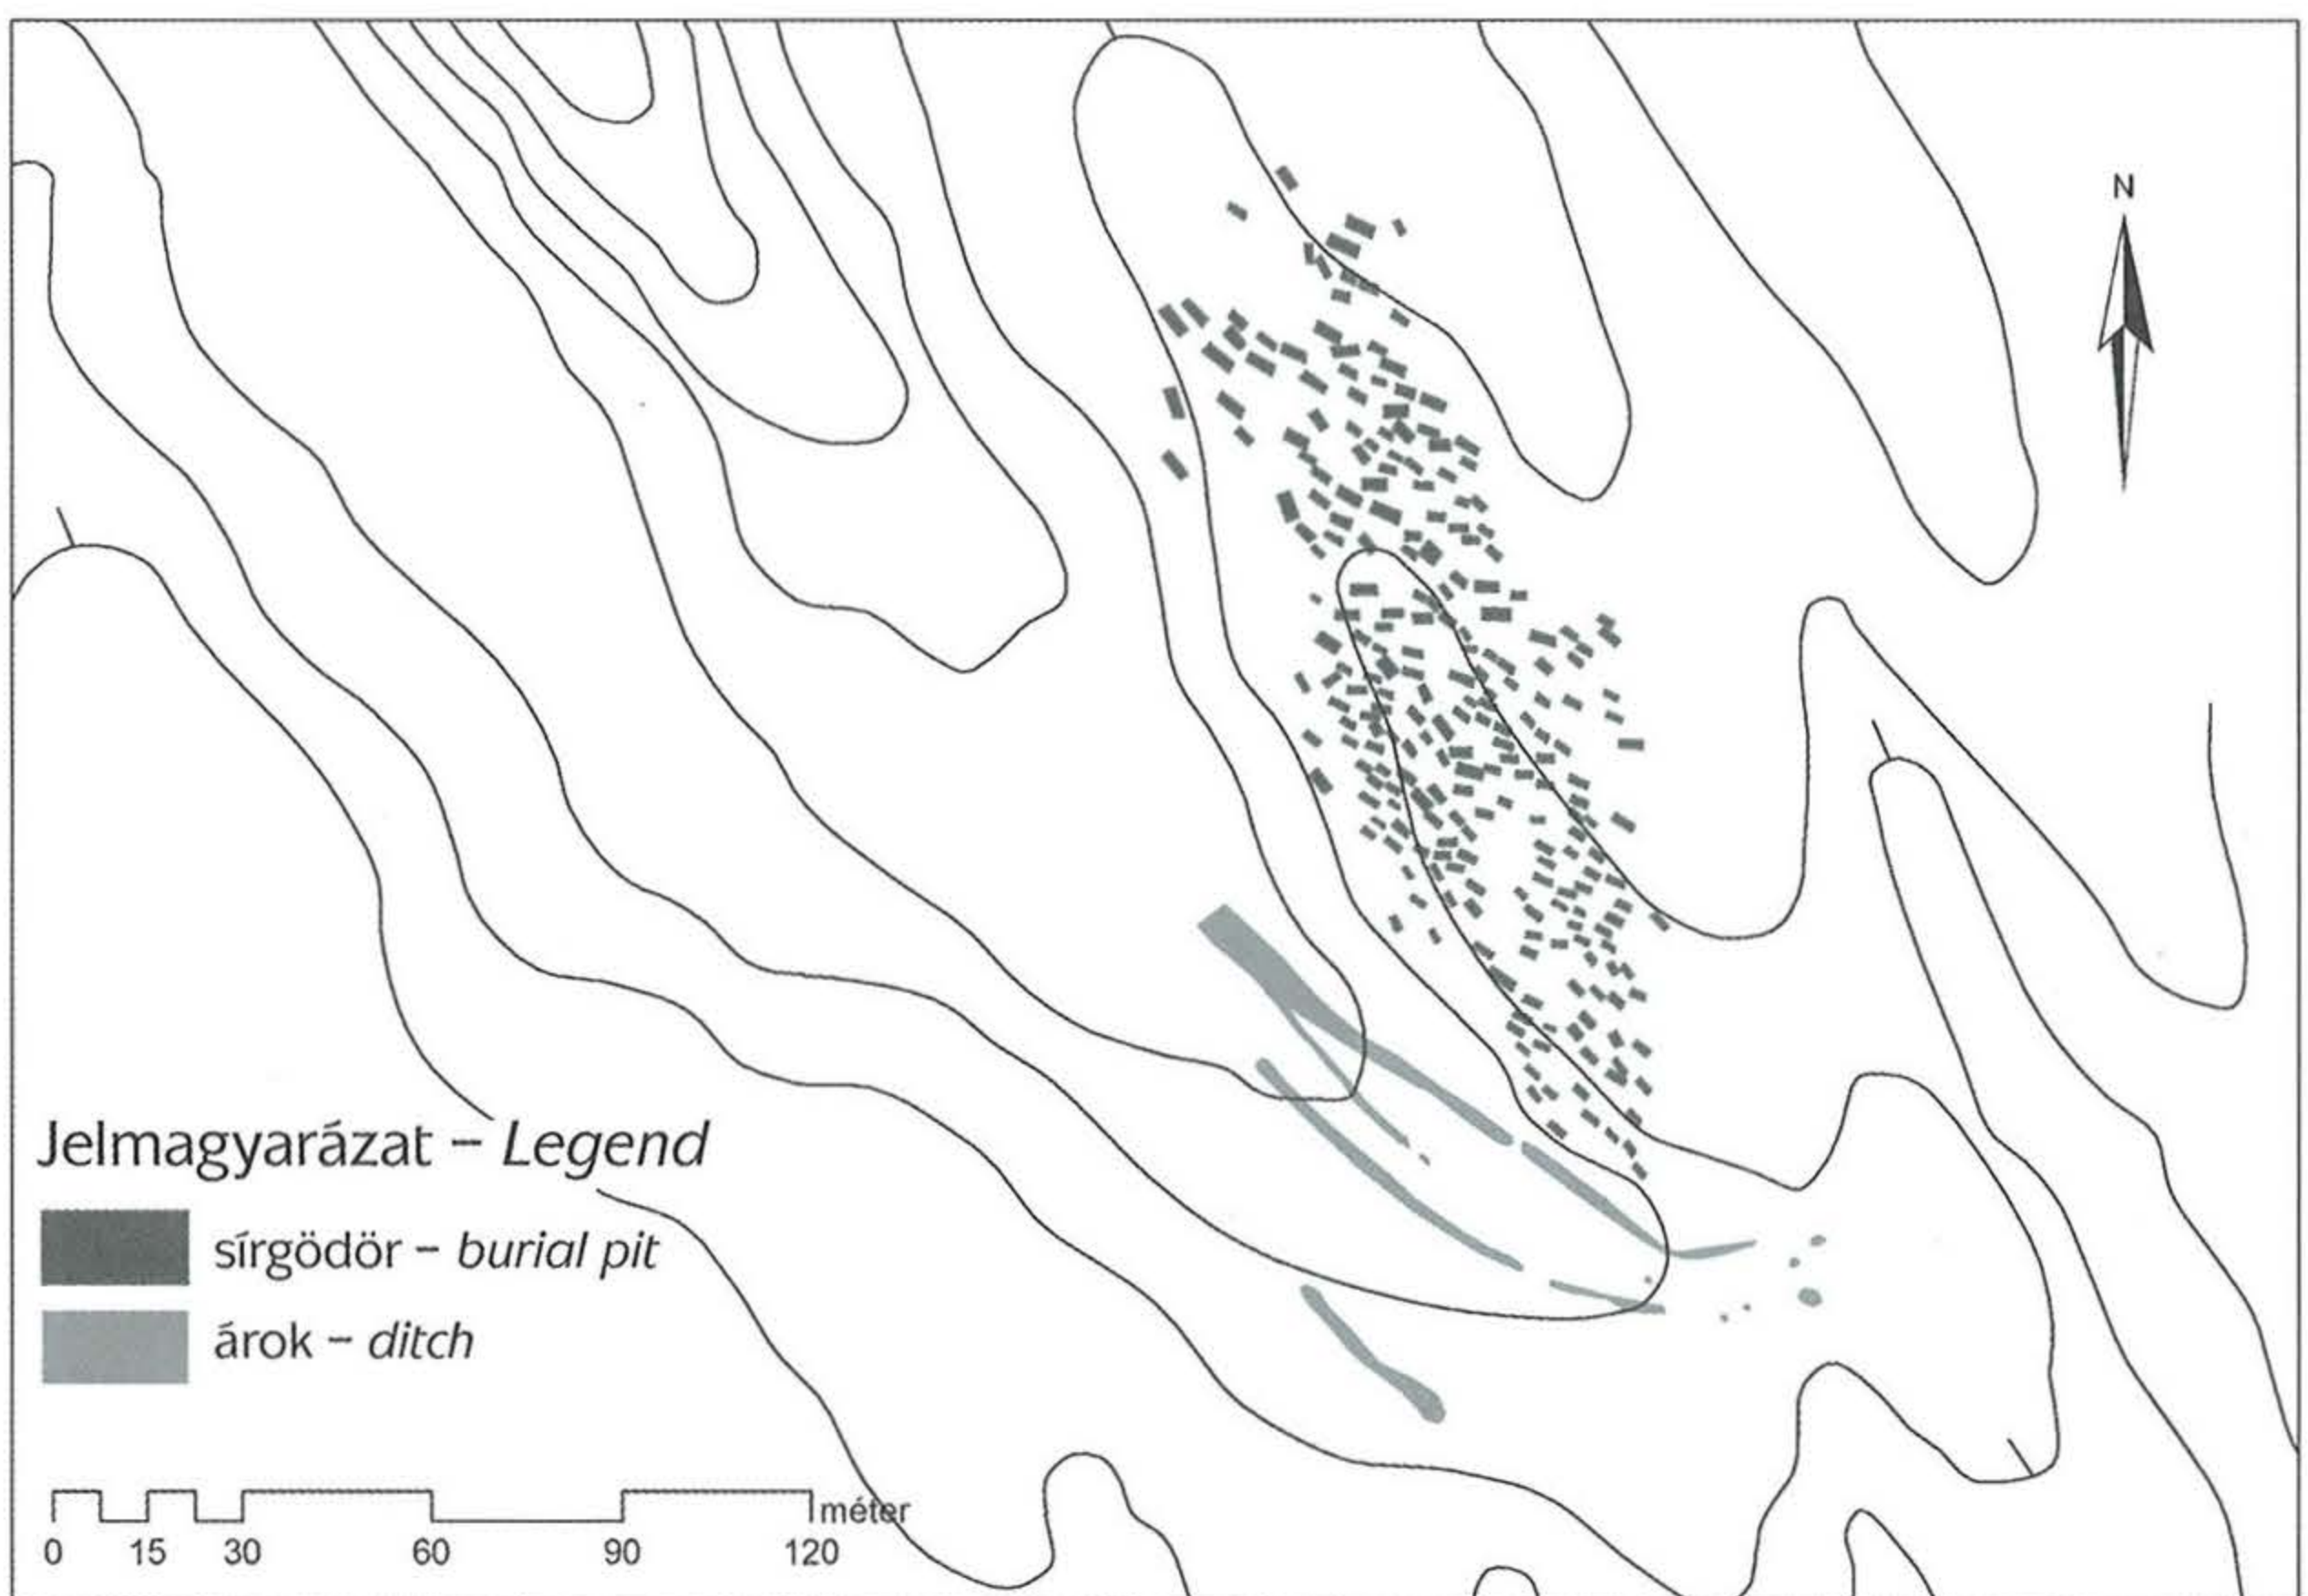 N
Jelmagyarázat – Legend
sírgödör – burial pit
árok – ditch
méter
0 15 30 60 90 120